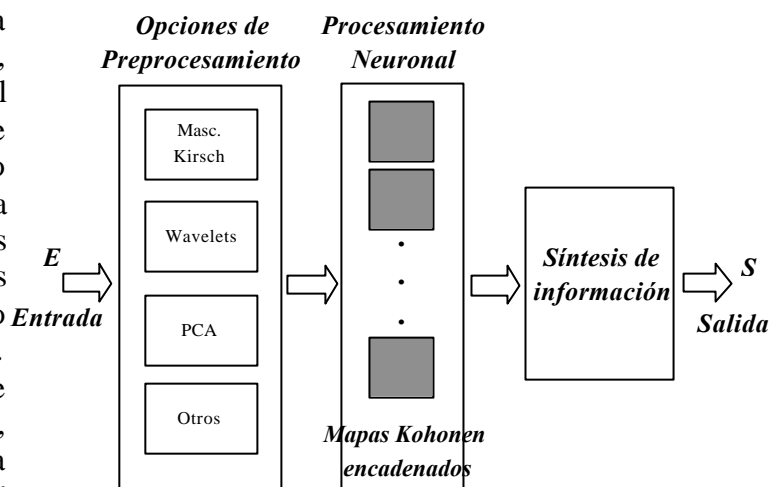 a
,
l
e
o
a
s
s
o
.
e
,
a
Opciones de
Preprocesamiento
Procesamiento
Neuronal
Masc.
Kirsch
Wavelets
PCA
Otros
E
Entrada
Mapas Kohonen
encadenados
Síntesis de
información
S
Salida